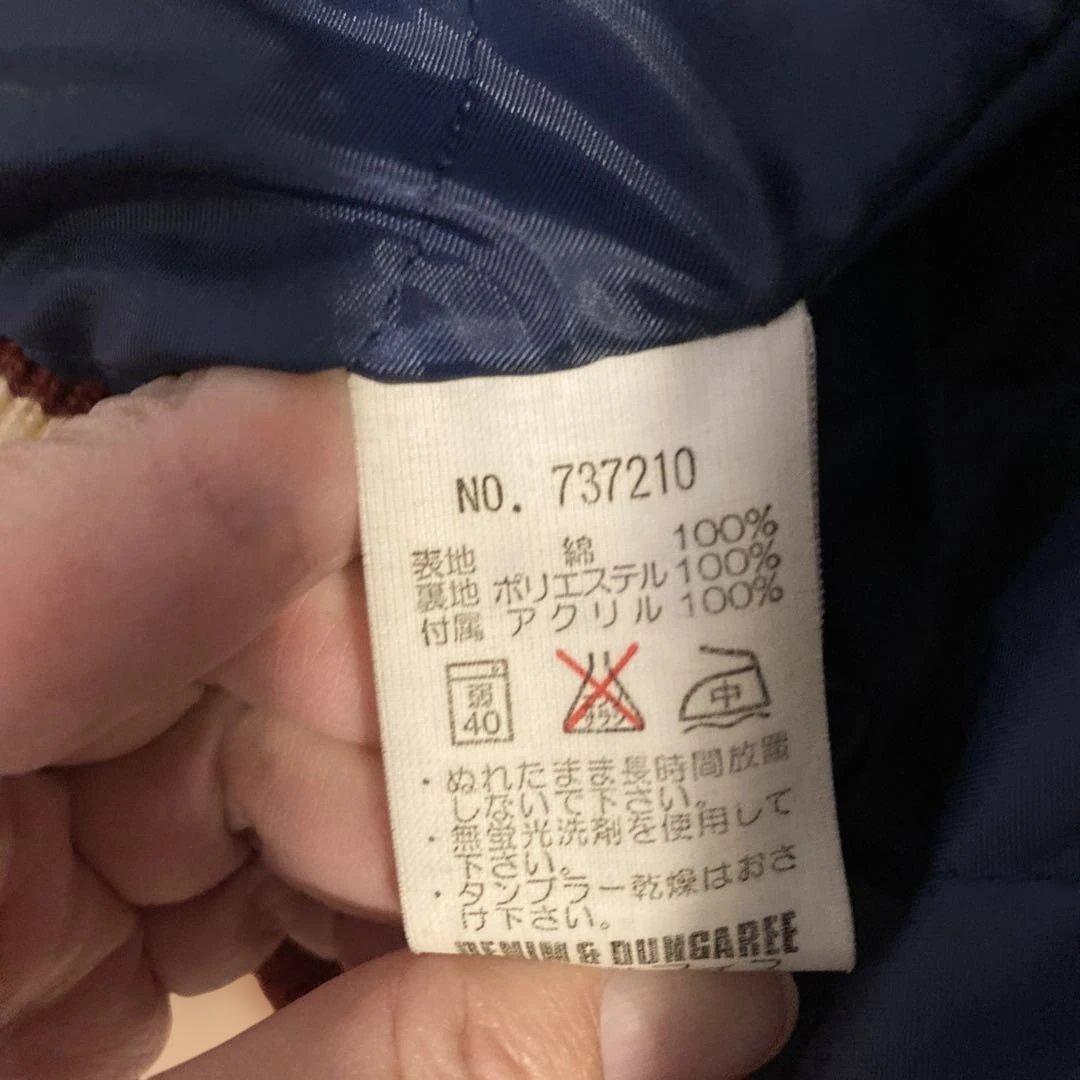 NO. 737210
表地 綿 100%
裏地 ポリエステル 100%
付属 アクリル 100%
弱
40
中
・ぬれたまま長時間放置
しないで下さい。
・無蛍光洗剤を使用して
下さい。
・タンブラー乾燥はおさ
け下さい。
DENIM & DUNGAREE